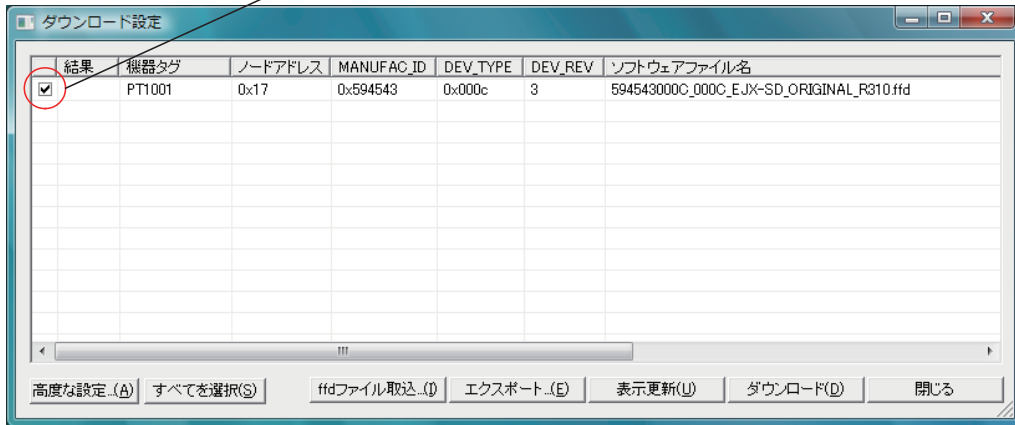 ダウンロード設定
結果 機器タグ ノードアドレス MANUFAC_ID DEV_TYPE DEV_REV ソフトウェアファイル名
PT1001 0x17 0x594543 0x000c 3 594543000C_000C_EJX-SD_ORIGINAL_R310.ffd
高度な設定...(A) すべてを選択(S) ffdファイル取込...(I) エクスポート...(E) 表示更新(U) ダウンロード(D) 閉じる